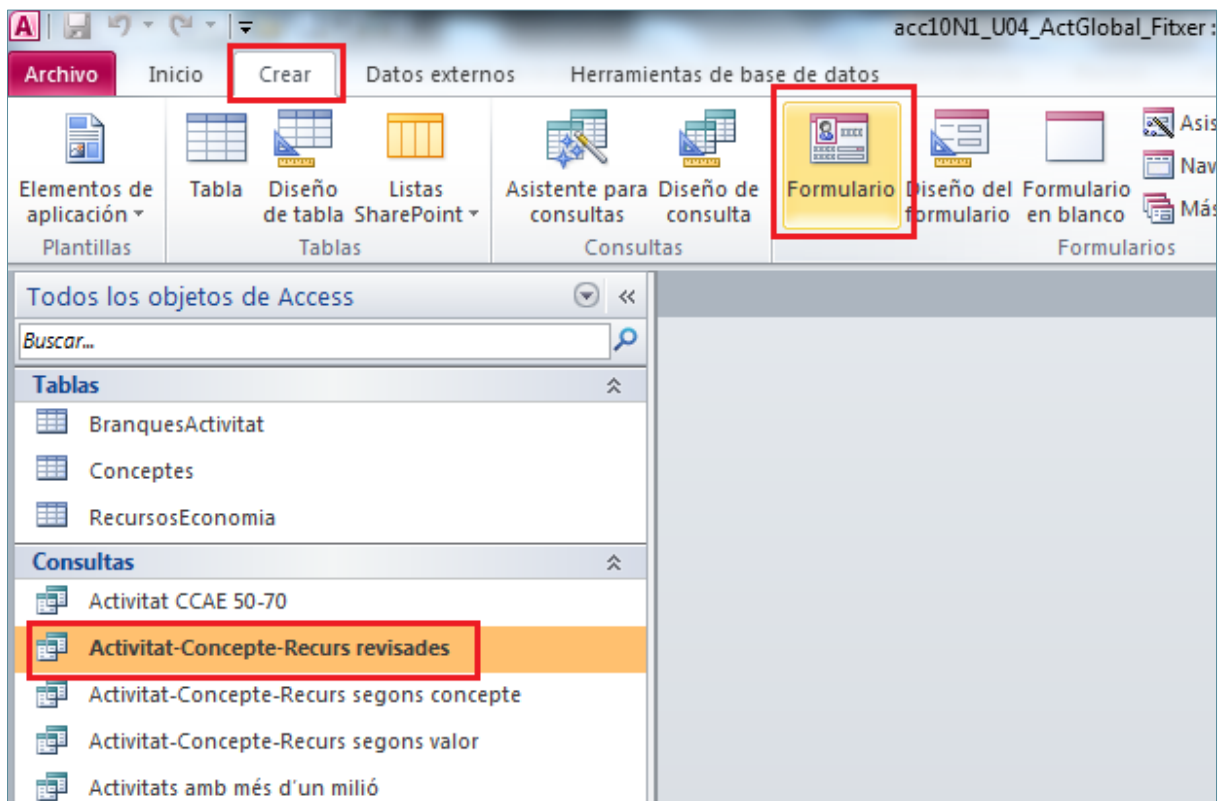 A
acc10N1_U04_ActGlobal_Fitxer :
Archivo Inicio Crear Datos externos Herramientas de base de datos
Elementos de aplicación
Tabla
Diseño de tabla
Listas SharePoint
Asistente para consultas
Diseño de consulta
Formulario
Diseño del formulario
Formulario en blanco
Asis
Nav
Más
Plantillas Tablas Consultas Formularios
Todos los objetos de Access
Buscar...
Tablas
BranquesActivitat
Conceptes
RecursosEconomia
Consultas
Activitat CCAE 50-70
Activitat-Concepte-Recurs revisades
Activitat-Concepte-Recurs segons concepte
Activitat-Concepte-Recurs segons valor
Activitats amb més d'un milió